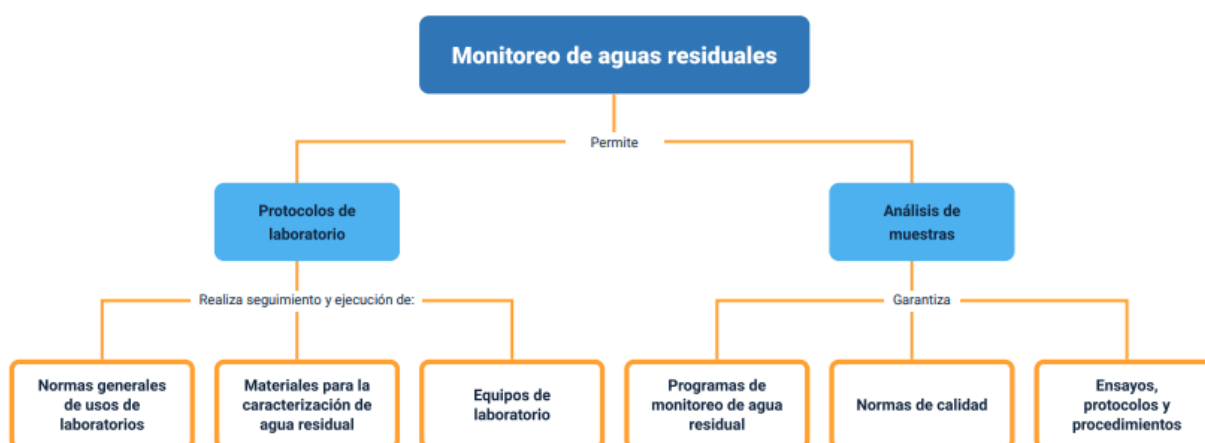 Monitoreo de aguas residuales
Permite
Protocolos de
laboratorio
Análisis de
muestras
Realiza seguimiento y ejecución de:
Garantiza
Normas generales
de usos de
laboratorios
Materiales para la
caracterización de
agua residual
Equipos de
laboratorio
Programas de
monitoreo de agua
residual
Normas de calidad
Ensayos,
protocolos y
procedimientos